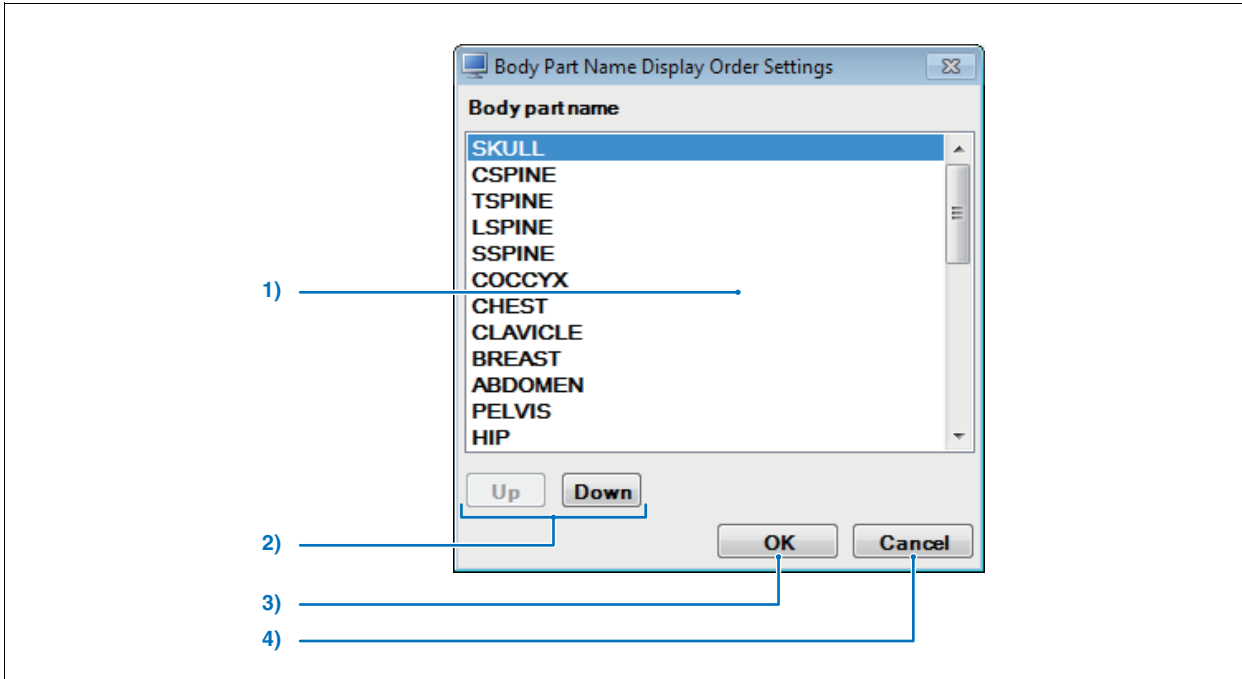 Body Part Name Display Order Settings
Body part name
SKULL
CSPINE
TSPINE
LSPINE
SSPINE
COCCYX
1)
CHEST
CLAVICLE
BREAST
ABDOMEN
PELVIS
HIP
Up Down
2)
OK Cancel
3)
4)